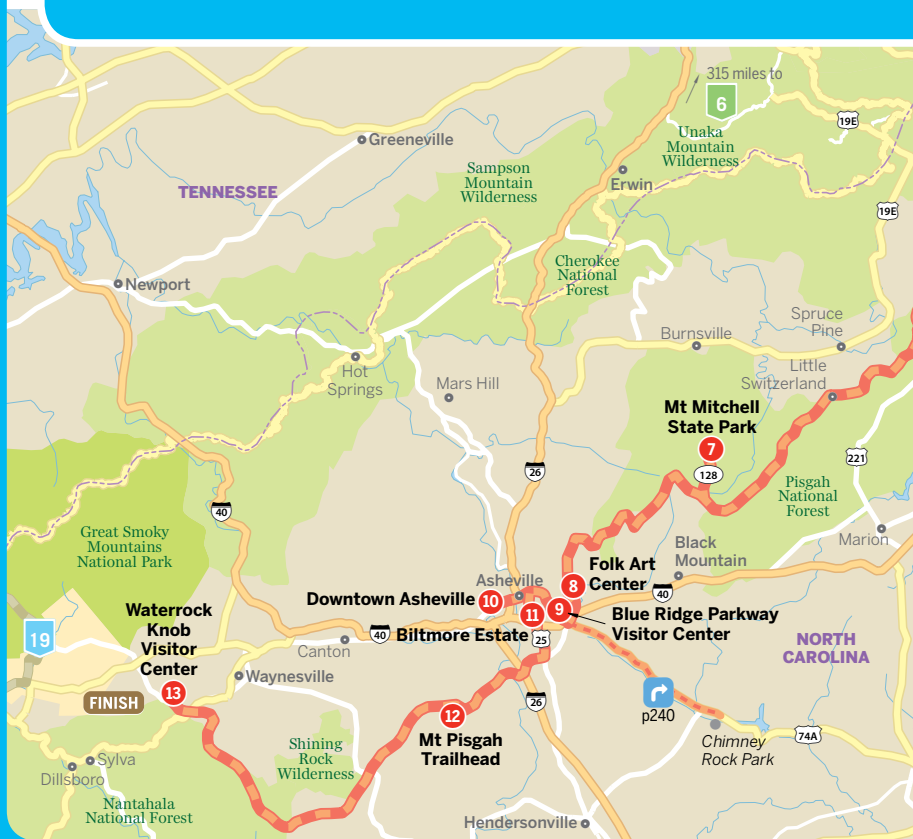 315 miles to
6
19E
Unaka
Mountain
Wilderness
Greeneville
Sampson
Mountain
Wilderness
Erwin
TENNESSEE
19E
Cherokee
National
Forest
Newport
Spruce
Pine
Burnsville
Hot
Springs
Little
Switzerland
Mars Hill
Mt Mitchell
State Park
7
128
26
221
Pisgah
National
Forest
40
Great Smoky
Mountains
National Park
Marion
Black
Mountain
Folk Art
Center
8
Asheville
40
Downtown Asheville
10
9
11
Waterrock
Knob
Visitor
Center
Blue Ridge Parkway
Visitor Center
19
40
Biltmore Estate
25
NORTH
CAROLINA
Canton
Waynesville
13
FINISH
26
p240
12
Mt Pisgah
Trailhead
74A
Chimney
Rock Park
Shining
Rock
Wilderness
Sylva
Dillsboro
Nantahala
National Forest
Hendersonville